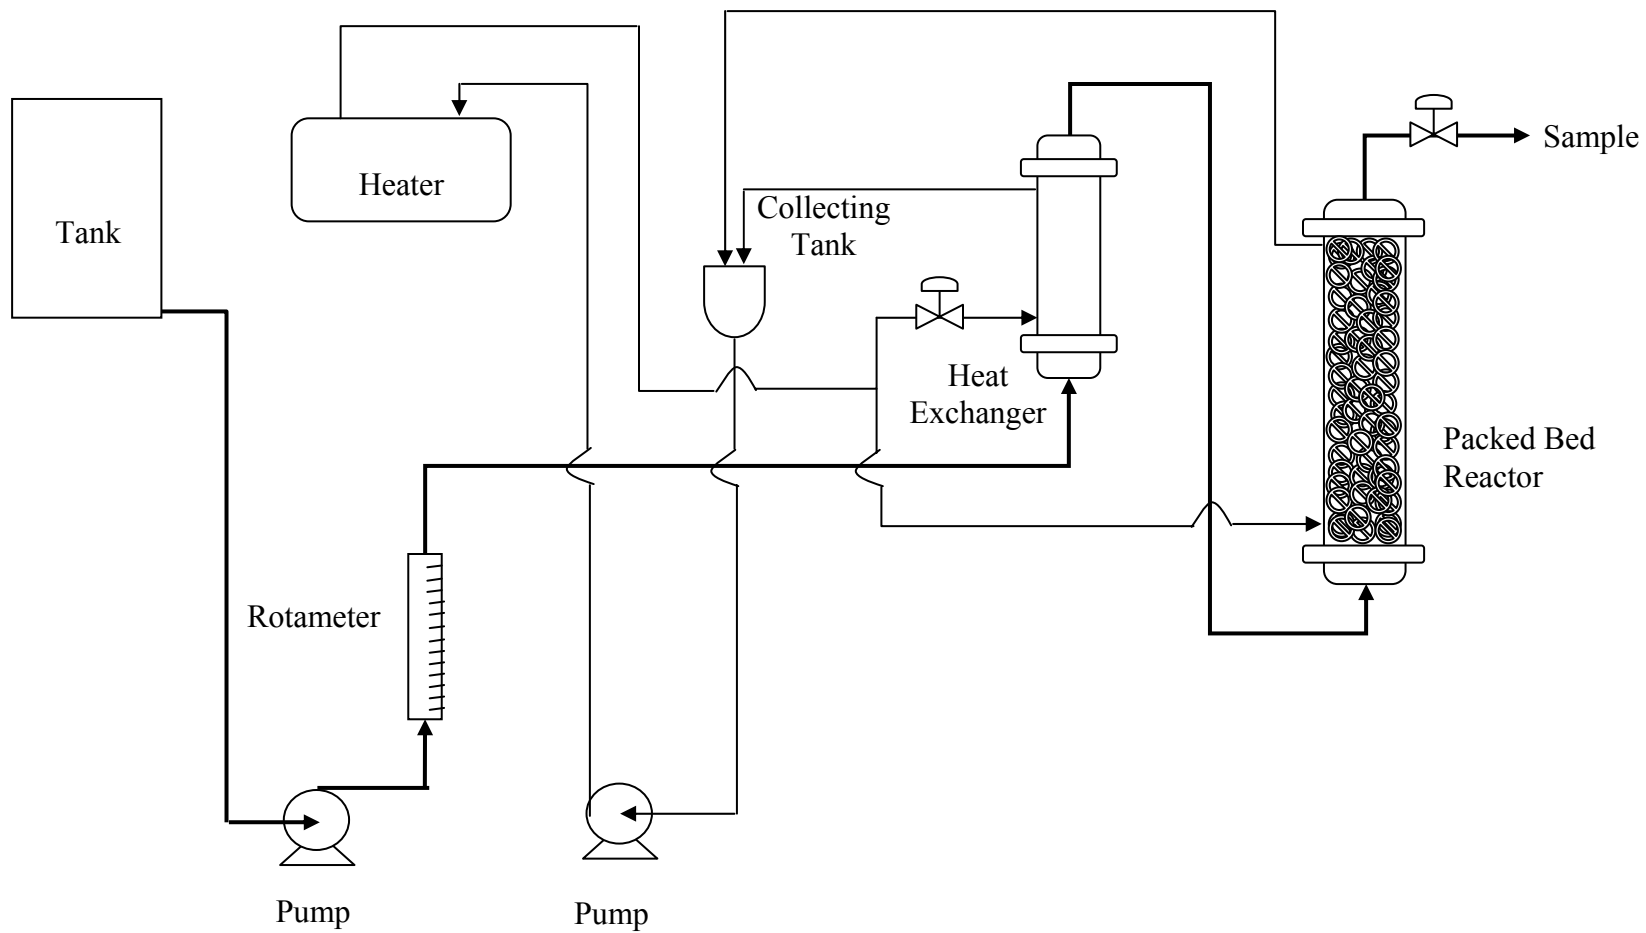 Sample
Heater
Tank
Collecting
Tank
Heat
Exchanger
Packed Bed
Reactor
Rotameter
Pump
Pump